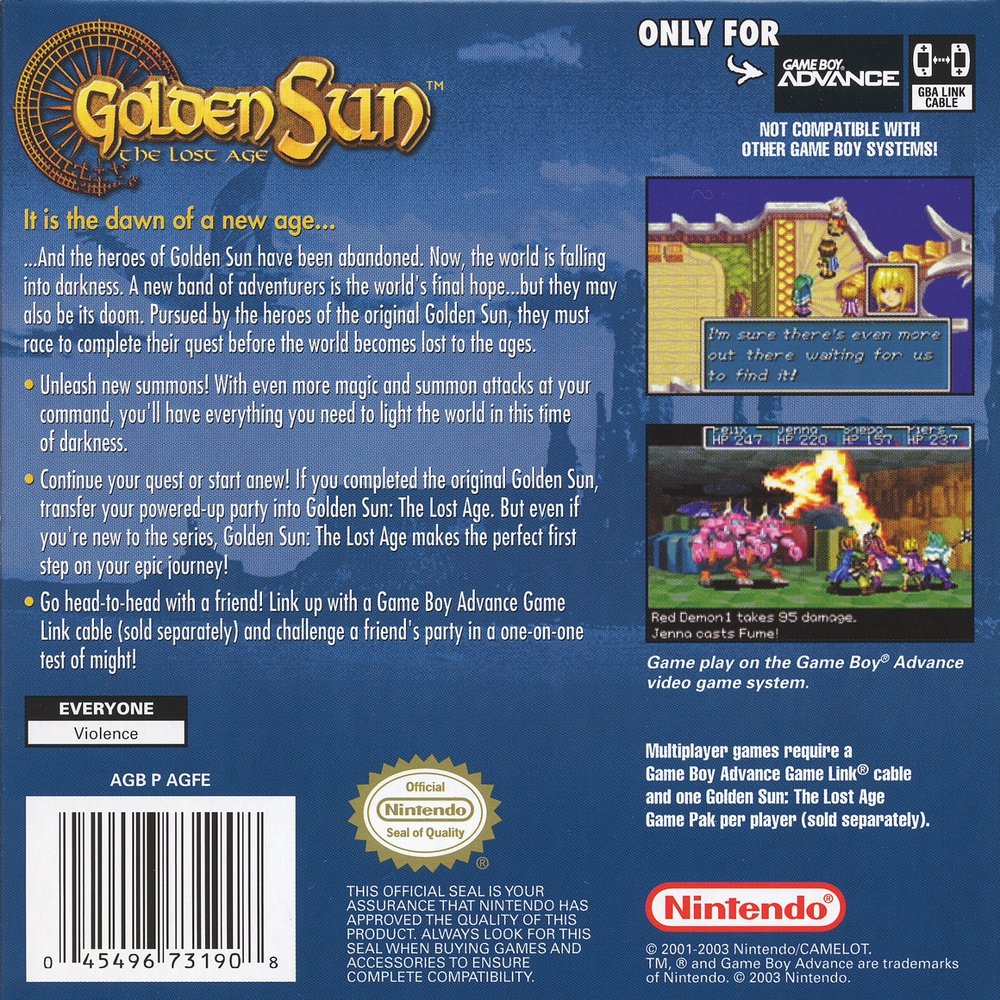 GOLDEN SUN™
THE LOST AGE
It is the dawn of a new age...
...And the heroes of Golden Sun have been abandoned. Now, the world is falling
into darkness. A new band of adventurers is the world's final hope...but they may
also be its doom. Pursued by the heroes of the original Golden Sun, they must
race to complete their quest before the world becomes lost to the ages.
• Unleash new summons! With even more magic and summon attacks at your
command, you'll have everything you need to light the world in this time
of darkness.
• Continue your quest or start anew! If you completed the original Golden Sun,
transfer your powered-up party into Golden Sun: The Lost Age. But even if
you're new to the series, Golden Sun: The Lost Age makes the perfect first
step on your epic journey!
• Go head-to-head with a friend! Link up with a Game Boy Advance Game
Link cable (sold separately) and challenge a friend's party in a one-on-one
test of might!
EVERYONE
Violence
AGB P AGFE
0 45496 73190 8
Official
Nintendo
Seal of Quality
®
THIS OFFICIAL SEAL IS YOUR
ASSURANCE THAT NINTENDO HAS
APPROVED THE QUALITY OF THIS
PRODUCT. ALWAYS LOOK FOR THIS
SEAL WHEN BUYING GAMES AND
ACCESSORIES TO ENSURE
COMPLETE COMPATIBILITY.
ONLY FOR
GAME BOY
ADVANCE
GBA LINK
CABLE
NOT COMPATIBLE WITH
OTHER GAME BOY SYSTEMS!
I'm sure there's even more
out there waiting for us
to find it!
Felix Jenna Sheba Piers
HP 247 HP 220 HP 157 HP 237
Red Demon1 takes 95 damage.
Jenna casts Fume!
Game play on the Game Boy® Advance
video game system.
Multiplayer games require a
Game Boy Advance Game Link® cable
and one Golden Sun: The Lost Age
Game Pak per player (sold separately).
Nintendo®
© 2001-2003 Nintendo/CAMELOT.
TM, ® and Game Boy Advance are trademarks
of Nintendo. © 2003 Nintendo.